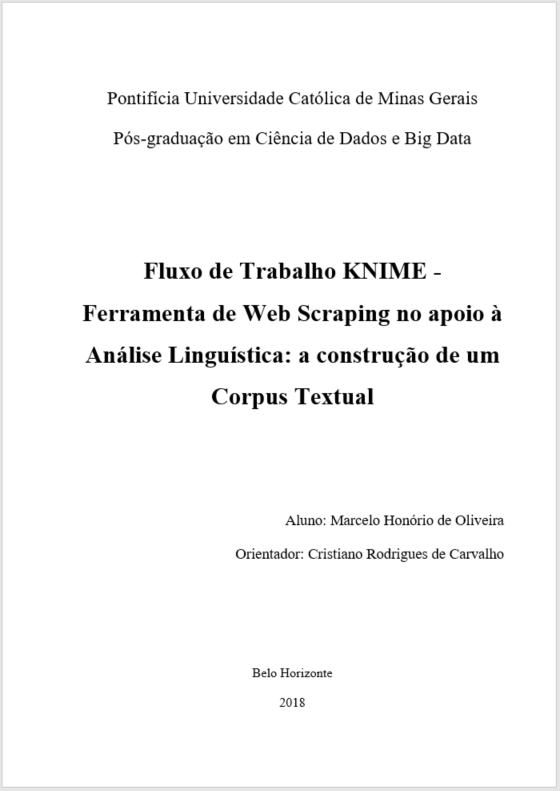 Pontifícia Universidade Católica de Minas Gerais
Pós-graduação em Ciência de Dados e Big Data
Fluxo de Trabalho KNIME -
Ferramenta de Web Scraping no apoio à
Análise Linguística: a construção de um
Corpus Textual
Aluno: Marcelo Honório de Oliveira
Orientador: Cristiano Rodrigues de Carvalho
Belo Horizonte
2018